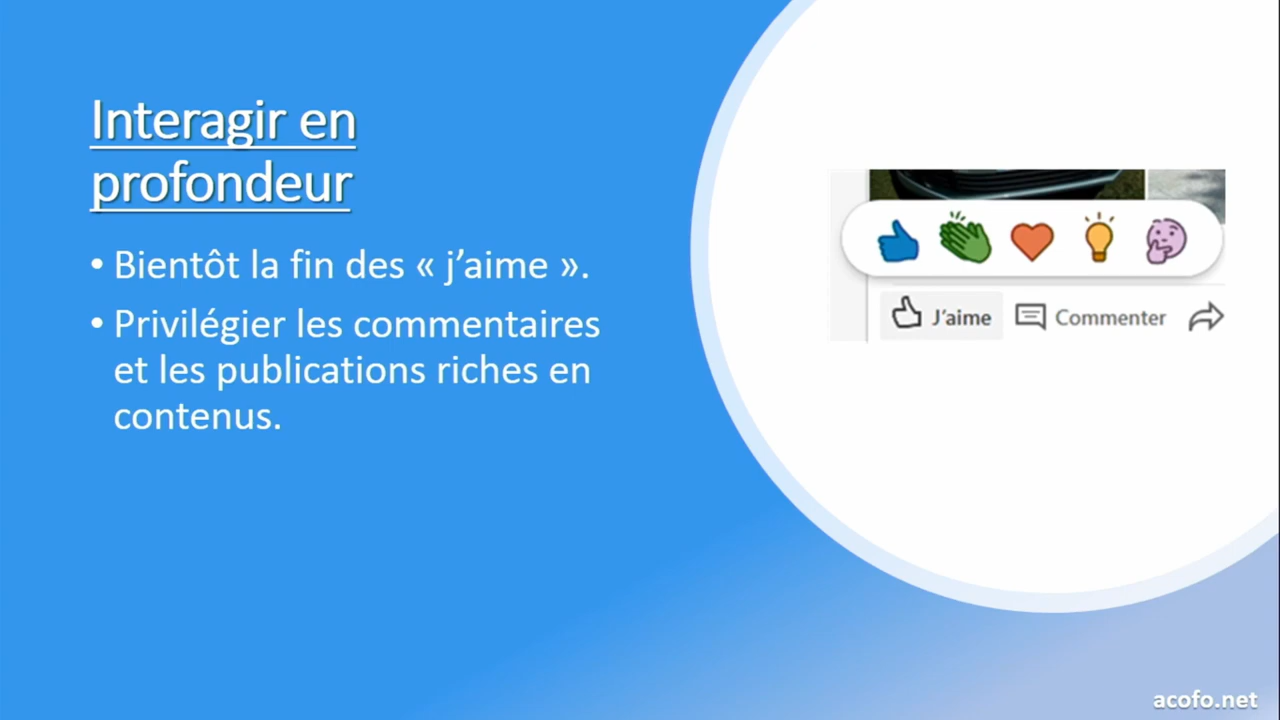 Interagir en
profondeur
• Bientôt la fin des « j’aime ».
• Privilégier les commentaires
et les publications riches en
contenus.
J’aime Commenter
acofo.net